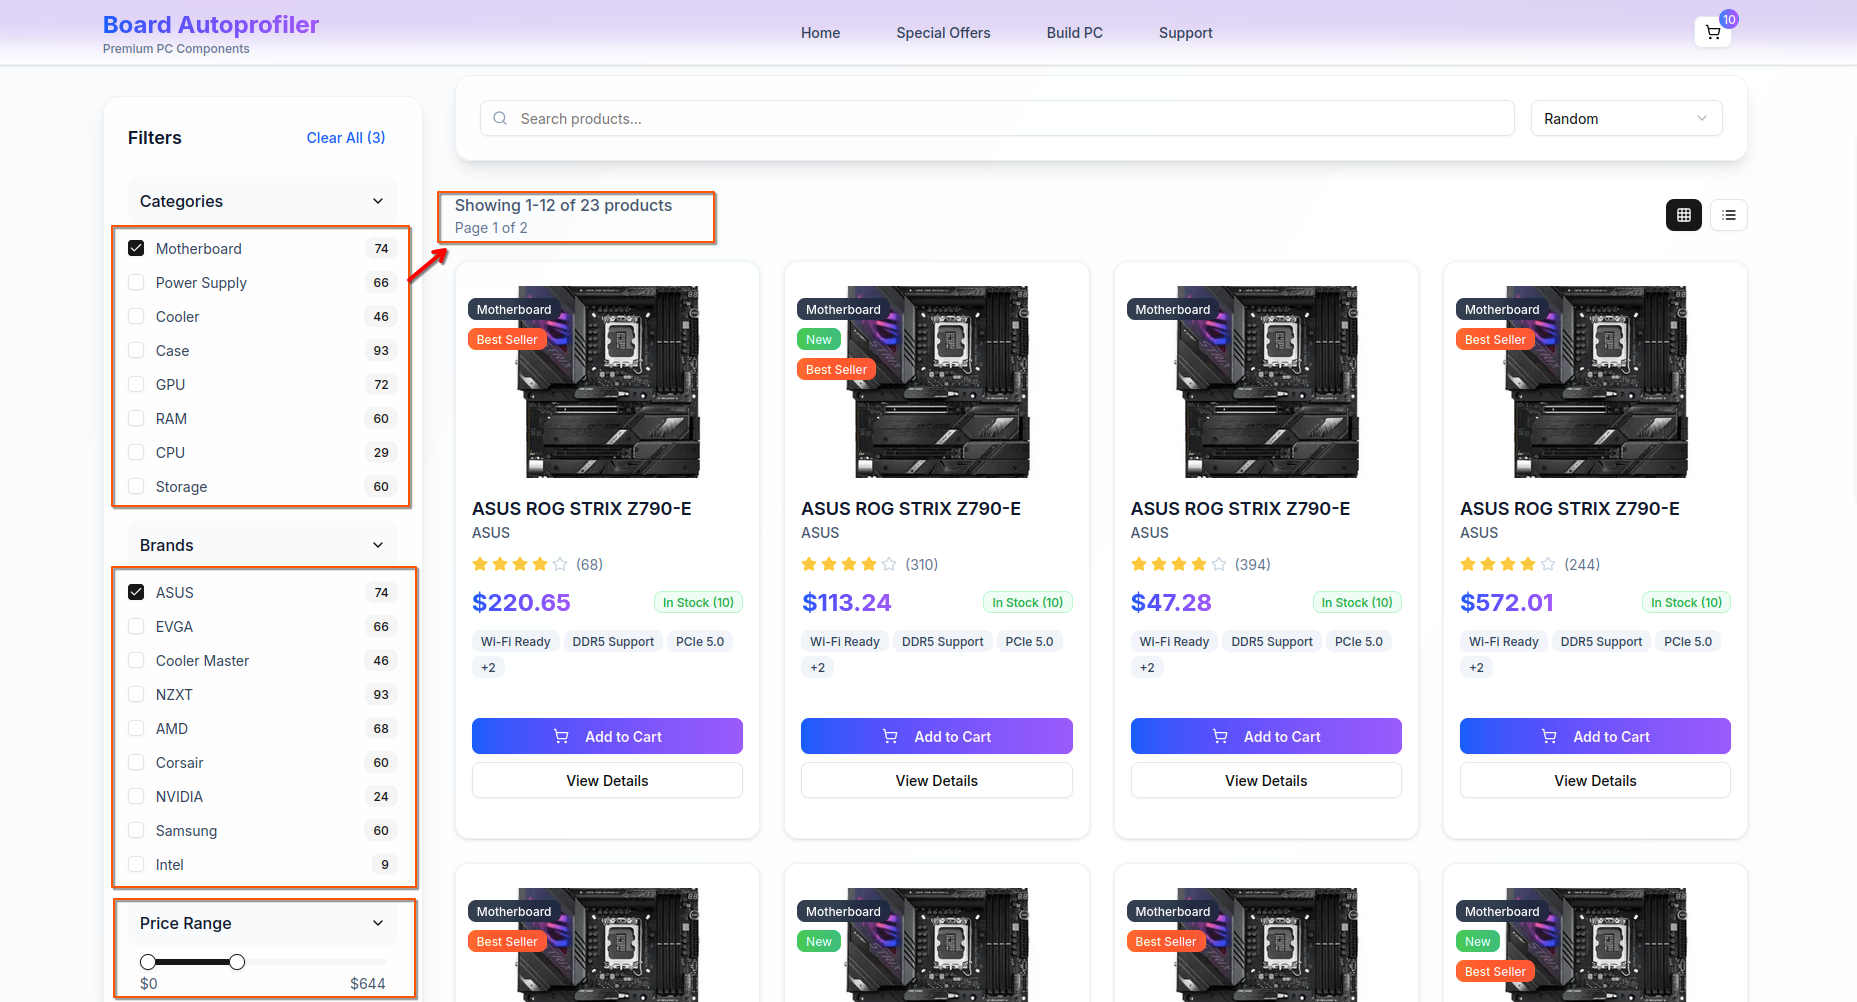 Board Autoprofiler
Premium PC Components
Home
Special Offers
Build PC
Support
10
Filters
Clear All (3)
Categories
Motherboard 74
Power Supply 66
Cooler 46
Case 93
GPU 72
RAM 60
CPU 29
Storage 60
Brands
ASUS 74
EVGA 66
Cooler Master 46
NZXT 93
AMD 68
Corsair 60
NVIDIA 24
Samsung 60
Intel 9
Price Range
$0 $644
Search products...
Random
Showing 1-12 of 23 products
Page 1 of 2
Motherboard
Best Seller
ASUS ROG STRIX Z790-E
ASUS
(68)
$220.65
In Stock (10)
Wi-Fi Ready DDR5 Support PCIe 5.0
+2
Add to Cart
View Details
Motherboard
New
Best Seller
ASUS ROG STRIX Z790-E
ASUS
(310)
$113.24
In Stock (10)
Wi-Fi Ready DDR5 Support PCIe 5.0
+2
Add to Cart
View Details
Motherboard
ASUS ROG STRIX Z790-E
ASUS
(394)
$47.28
In Stock (10)
Wi-Fi Ready DDR5 Support PCIe 5.0
+2
Add to Cart
View Details
Motherboard
Best Seller
ASUS ROG STRIX Z790-E
ASUS
(244)
$572.01
In Stock (10)
Wi-Fi Ready DDR5 Support PCIe 5.0
+2
Add to Cart
View Details
Motherboard
Best Seller
Motherboard
New
Motherboard
Best Seller
Motherboard
New
Best Seller